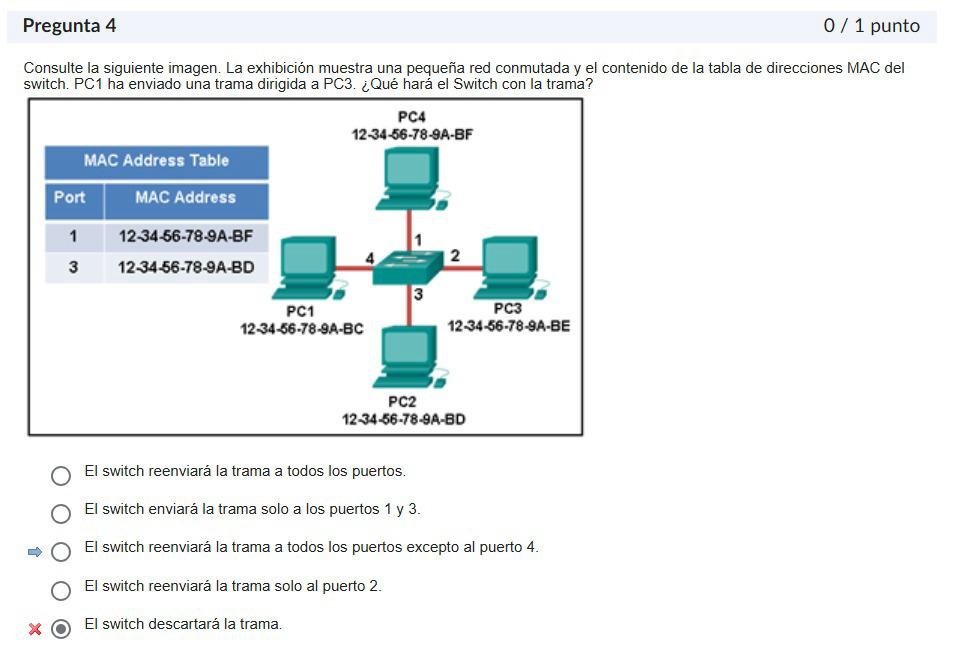 Pregunta 4
0 / 1 punto
Consulte la siguiente imagen. La exhibición muestra una pequeña red conmutada y el contenido de la tabla de direcciones MAC del
switch. PC1 ha enviado una trama dirigida a PC3. ¿Qué hará el Switch con la trama?
PC4
12-34-56-78-9A-BF
MAC Address Table
Port MAC Address
1 12-34-56-78-9A-BF
3 12-34-56-78-9A-BD
1
4
2
3
PC1
12-34-56-78-9A-BC
PC3
12-34-56-78-9A-BE
PC2
12-34-56-78-9A-BD
El switch reenviará la trama a todos los puertos.
El switch enviará la trama solo a los puertos 1 y 3.
El switch reenviará la trama a todos los puertos excepto al puerto 4.
El switch reenviará la trama solo al puerto 2.
El switch descartará la trama.